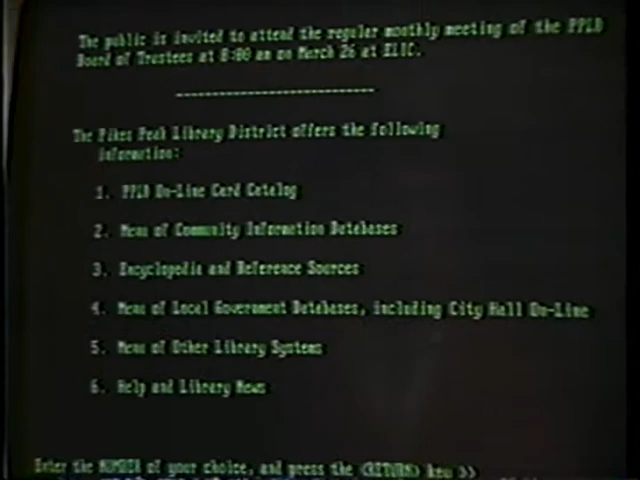 The public is invited to attend the regular monthly meeting of the PPLD
Board of Trustees at 8:00 am on March 26 at ELIC.
---------------------------
The Pikes Peak Library District offers the following
information:
1. PPLD On-Line Card Catalog
2. Menu of Community Information Databases
3. Encyclopedia and Reference Sources
4. Menu of Local Government Databases, including City Hall On-Line
5. Menu of Other Library Systems
6. Help and Library News
Enter the NUMBER of your choice, and press the <RETURN> key >>